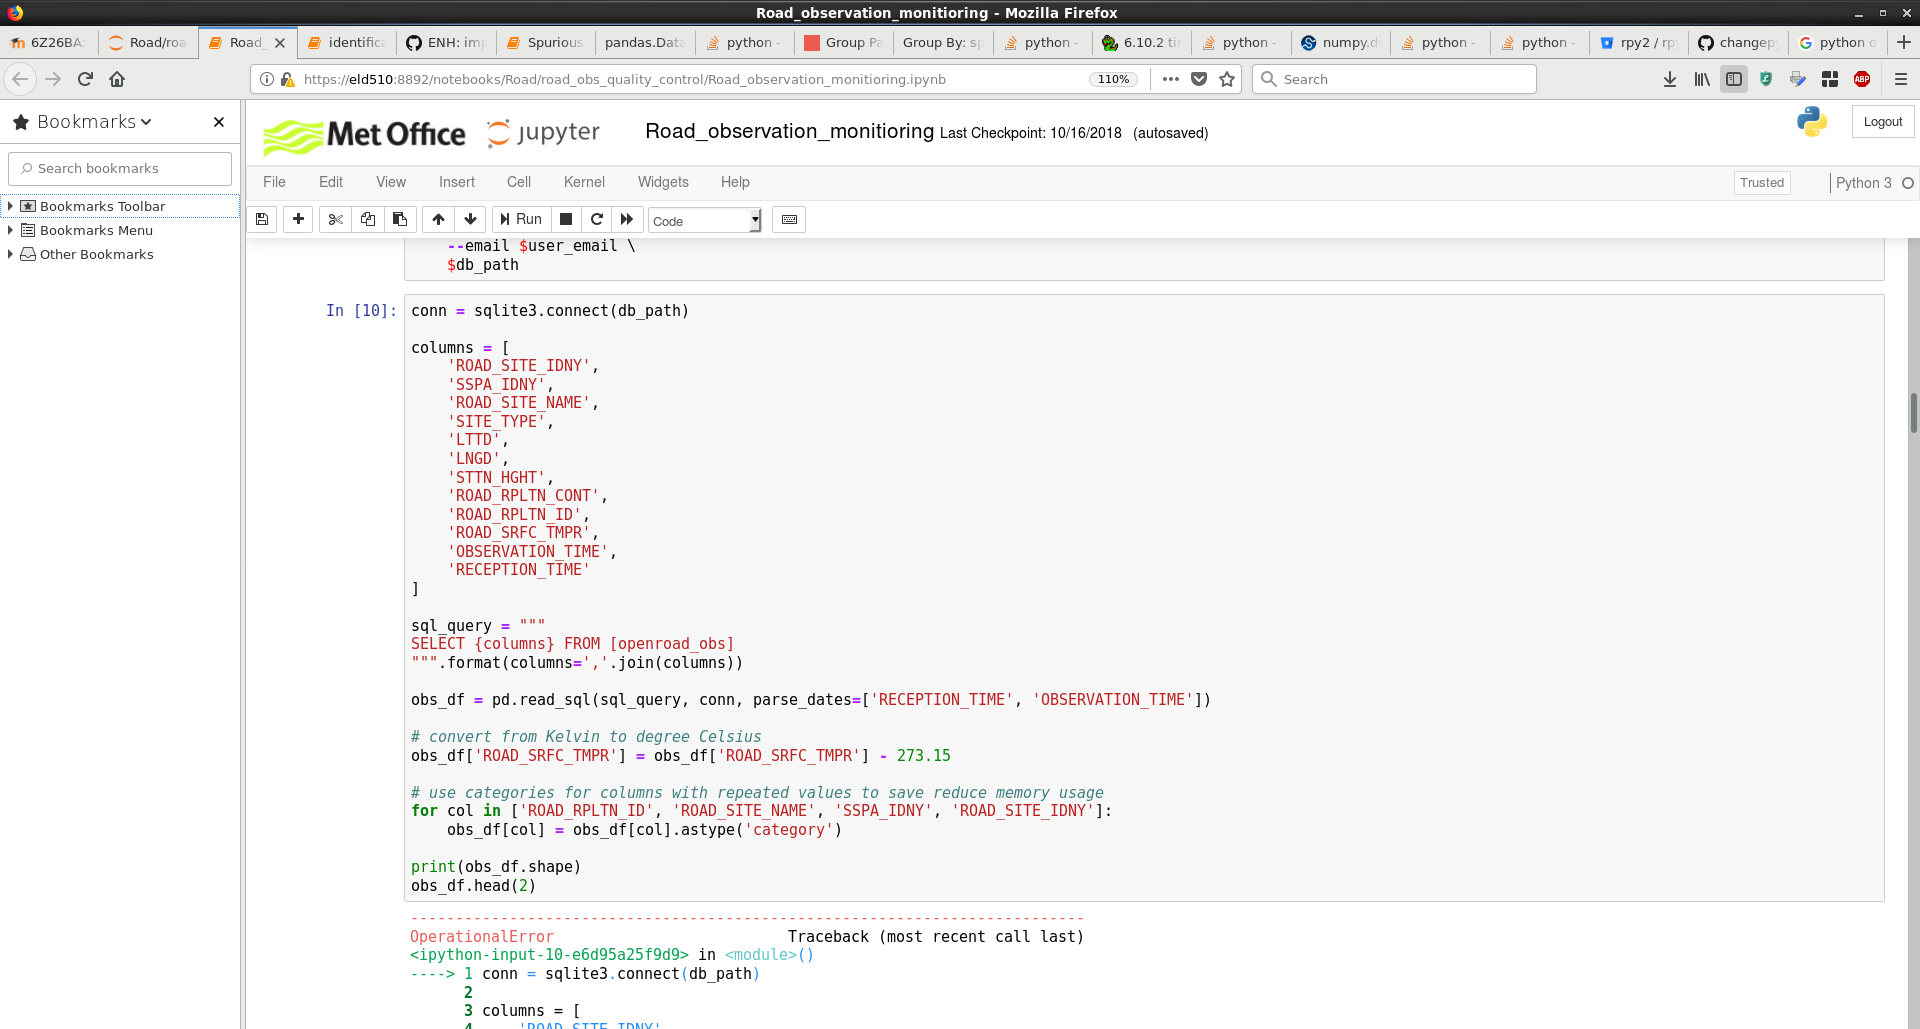 Road_observation_monitioring - Mozilla Firefox
6Z26BA:
Road/roa
Road_
identifica
ENH: imp
Spurious
pandas.Data
python -
Group Pa
Group By: sp
python -
6.10.2 ti
python -
numpy.d
python -
python -
rpy2 / rpy
changep
python c
https://eld510:8892/notebooks/Road/road_obs_quality_control/Road_observation_monitioring.ipynb
110%
Search
ABP
Bookmarks
Search bookmarks
Bookmarks Toolbar
Bookmarks Menu
Other Bookmarks
Met Office
jupyter
Road_observation_monitioring Last Checkpoint: 10/16/2018 (autosaved)
Logout
File Edit View Insert Cell Kernel Widgets Help
Trusted
Python 3
Run
Code
--email $user_email \
$db_path
In [10]:
conn = sqlite3.connect(db_path)
columns = [
'ROAD_SITE_IDNY',
'SSPA_IDNY',
'ROAD_SITE_NAME',
'SITE_TYPE',
'LTTD',
'LNGD',
'STTN_HGHT',
'ROAD_RPLTN_CONT',
'ROAD_RPLTN_ID',
'ROAD_SRFC_TMPR',
'OBSERVATION_TIME',
'RECEPTION_TIME'
]
sql_query = """
SELECT {columns} FROM [openroad_obs]
""".format(columns=','.join(columns))
obs_df = pd.read_sql(sql_query, conn, parse_dates=['RECEPTION_TIME', 'OBSERVATION_TIME'])
# convert from Kelvin to degree Celsius
obs_df['ROAD_SRFC_TMPR'] = obs_df['ROAD_SRFC_TMPR'] - 273.15
# use categories for columns with repeated values to save reduce memory usage
for col in ['ROAD_RPLTN_ID', 'ROAD_SITE_NAME', 'SSPA_IDNY', 'ROAD_SITE_IDNY']:
obs_df[col] = obs_df[col].astype('category')
print(obs_df.shape)
obs_df.head(2)
---------------------------------------------------------------------------
OperationalError Traceback (most recent call last)
<ipython-input-10-e6d95a25f9d9> in <module>()
----> 1 conn = sqlite3.connect(db_path)
2
3 columns = [
4 'ROAD_SITE_IDNY',